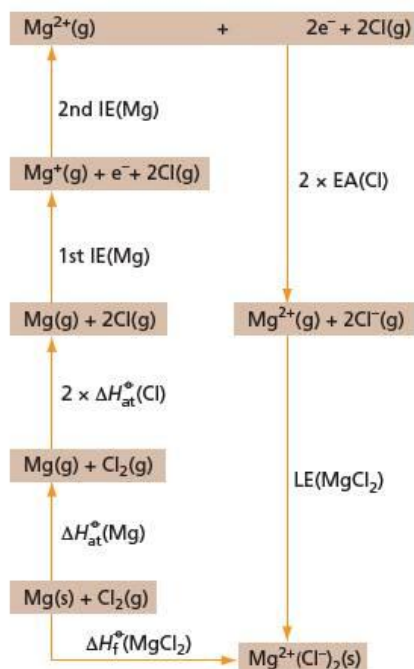 Mg²⁺(g) + 2e⁻ + 2Cl(g)
2nd IE(Mg)
Mg⁺(g) + e⁻ + 2Cl(g)
2 × EA(Cl)
1st IE(Mg)
Mg(g) + 2Cl(g)
Mg²⁺(g) + 2Cl⁻(g)
2 × ΔH⦵at(Cl)
Mg(g) + Cl₂(g)
LE(MgCl₂)
ΔH⦵at(Mg)
Mg(s) + Cl₂(g)
ΔH⦵f(MgCl₂)
Mg²⁺(Cl⁻)₂(s)